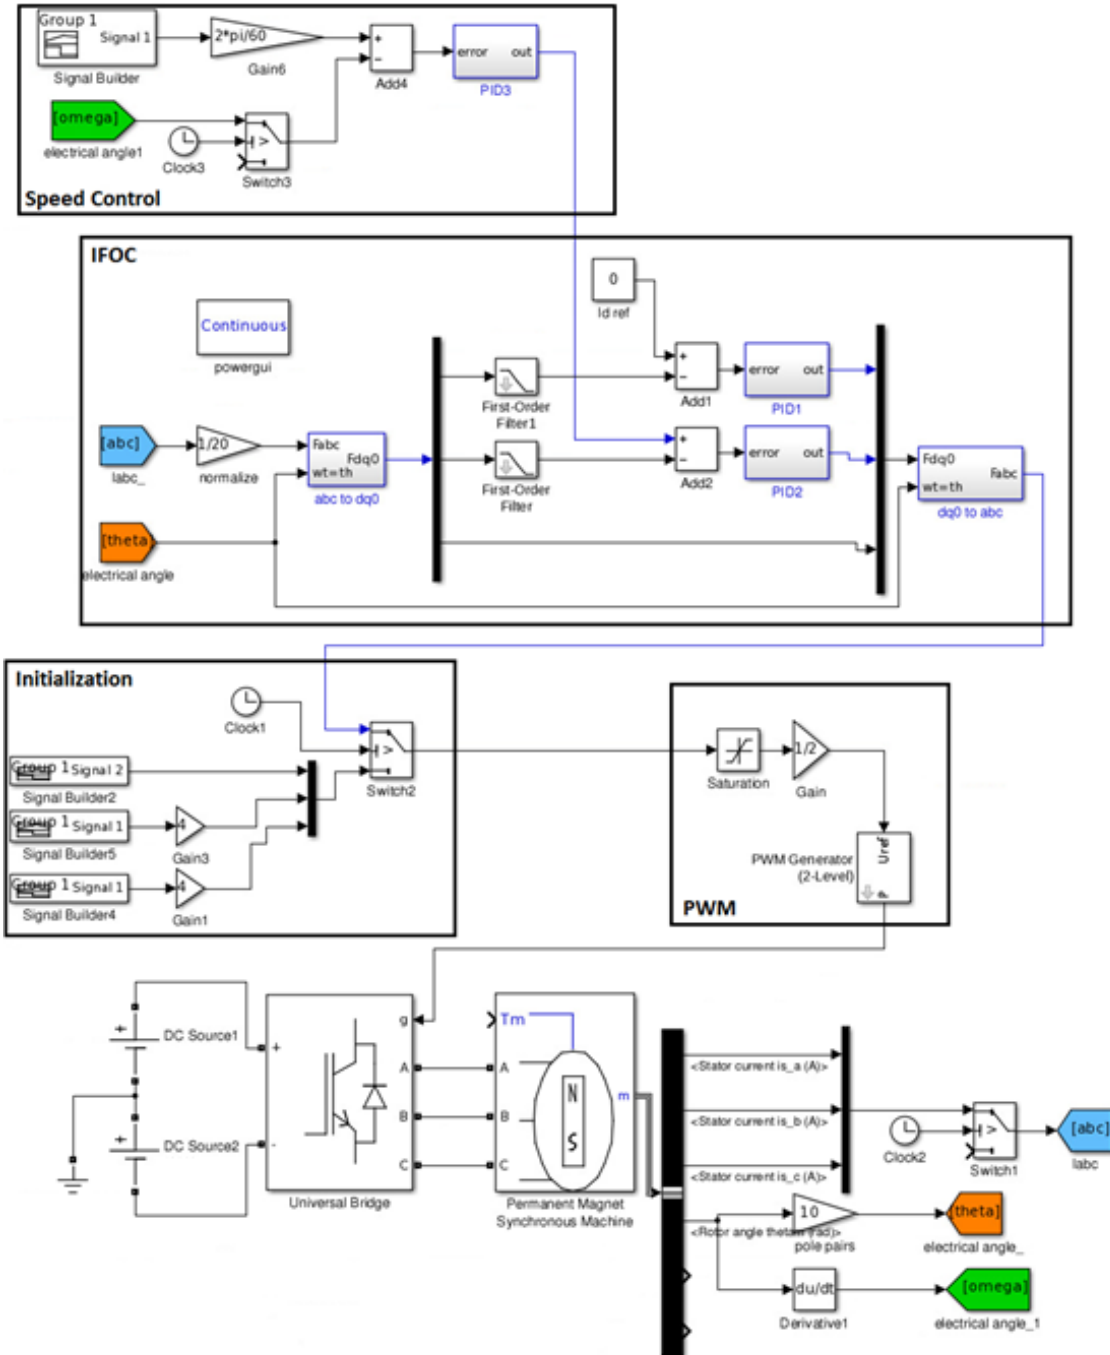 Group 1
Signal 1
Signal Builder
2*pi/60
Gain6
+
−
Add4
error out
PID3
[omega]
electrical angle1
Clock3
>
Switch3
Speed Control
IFOC
Continuous
powergui
0
Id ref
+
−
Add1
error out
PID1
First-Order
Filter1
[abc]
Iabc_
1/20
normalize
Fabc
Fdq0
wt=th
abc to dq0
First-Order
Filter
+
−
Add2
error out
PID2
Fdq0
Fabc
wt=th
dq0 to abc
[theta]
electrical angle
Initialization
Clock1
>
Switch2
Group 1 Signal 2
Signal Builder2
Group 1 Signal 1
Signal Builder5
4
Gain3
Group 1 Signal 1
Signal Builder4
4
Gain1
Saturation
1/2
Gain
PWM Generator
(2-Level)
Uref
P
PWM
+
DC Source1
+
DC Source2
+
-
g
A
B
C
Universal Bridge
Tm
A
B
C
N
S
m
Permanent Magnet
Synchronous Machine
<Stator current is_a (A)>
<Stator current is_b (A)>
<Stator current is_c (A)>
<Rotor angle thetam (rad)>
Clock2
>
Switch1
[abc]
Iabc
10
pole pairs
[theta]
electrical angle_
du/dt
Derivative1
[omega]
electrical angle_1